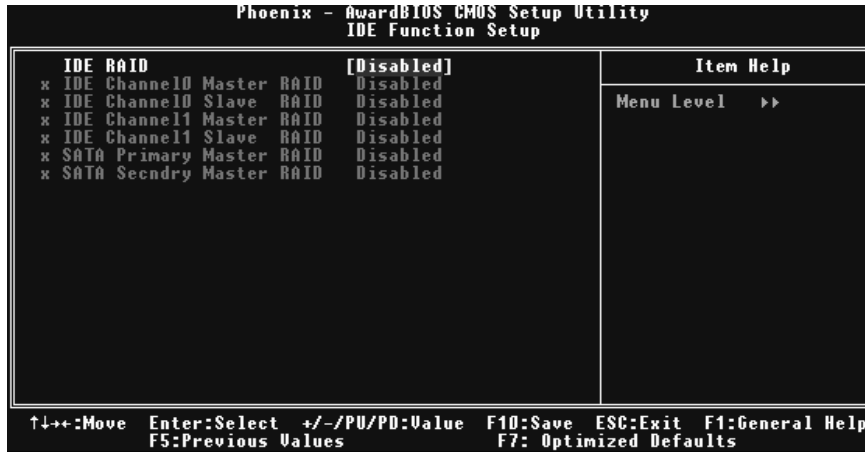 Phoenix - AwardBIOS CMOS Setup Utility
IDE Function Setup
IDE RAID [Disabled]
x IDE Channel0 Master RAID Disabled
x IDE Channel0 Slave RAID Disabled
x IDE Channel1 Master RAID Disabled
x IDE Channel1 Slave RAID Disabled
x SATA Primary Master RAID Disabled
x SATA Secndry Master RAID Disabled
Item Help
Menu Level ▸▸
↑↓→←:Move Enter:Select +/-/PU/PD:Value F10:Save ESC:Exit F1:General Help
F5:Previous Values F7: Optimized Defaults